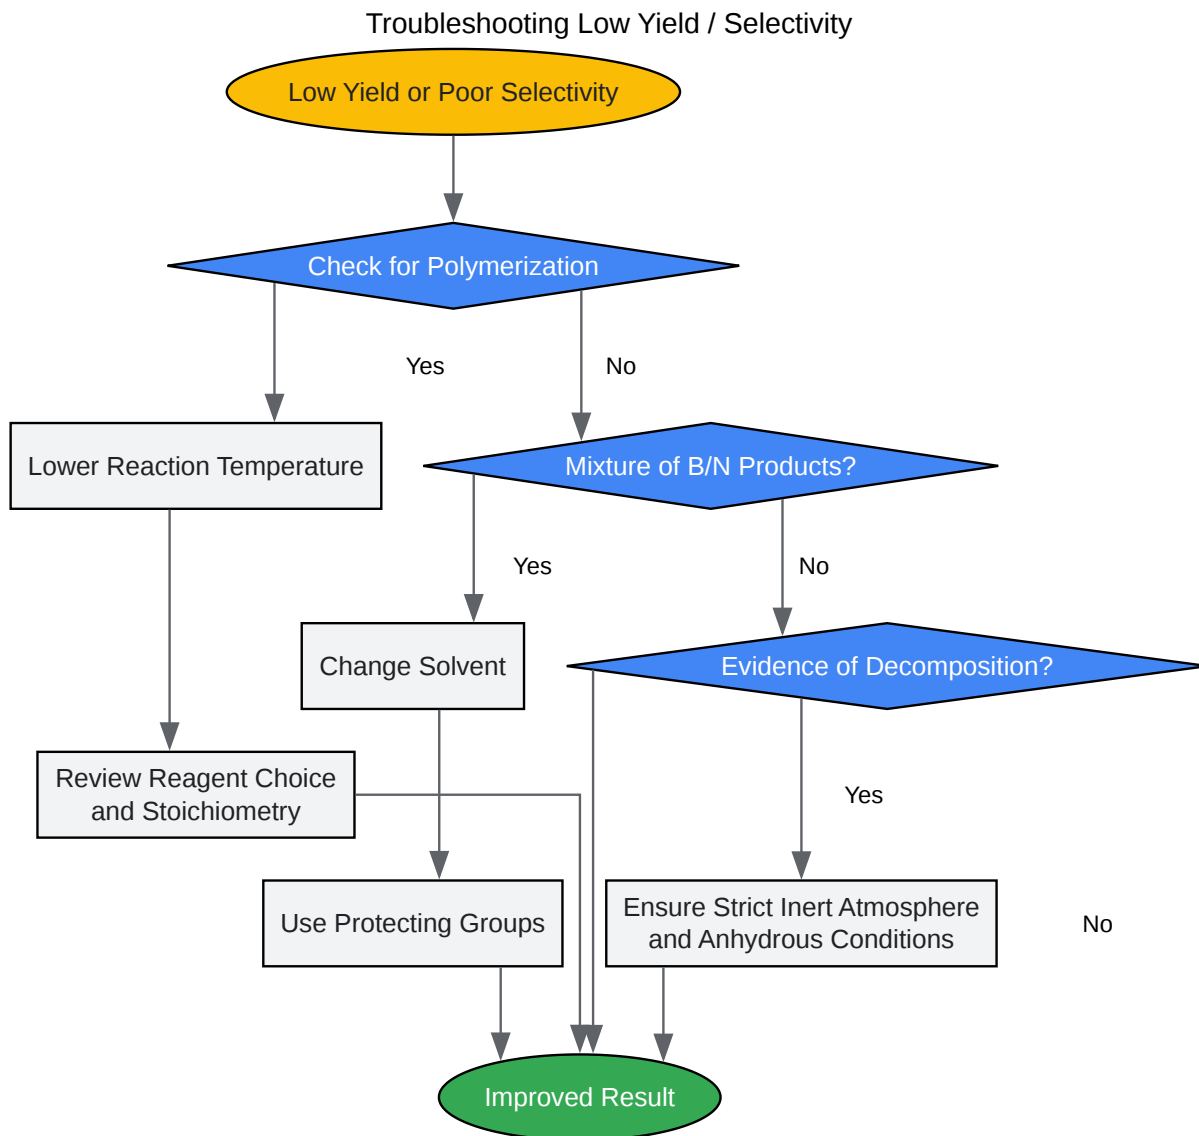 Troubleshooting Low Yield / Selectivity
Low Yield or Poor Selectivity
Check for Polymerization
Yes
No
Lower Reaction Temperature
Mixture of B/N Products?
Yes
No
Change Solvent
Evidence of Decomposition?
Review Reagent Choice
and Stoichiometry
Yes
Use Protecting Groups
Ensure Strict Inert Atmosphere
and Anhydrous Conditions
No
Improved Result